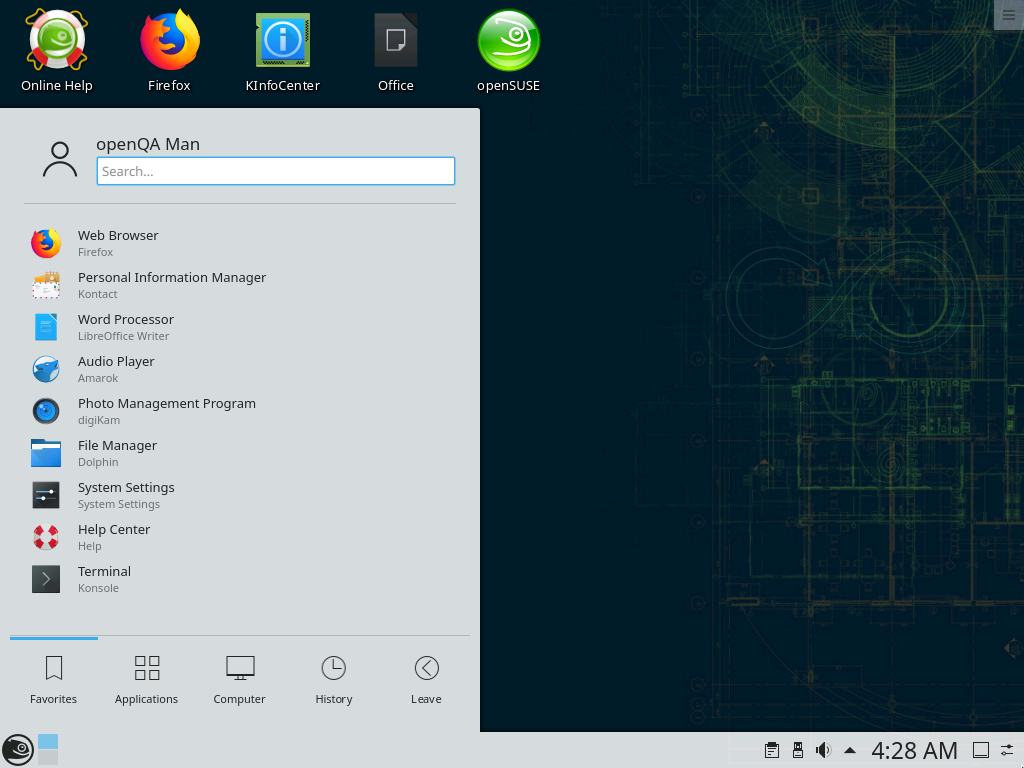 Online Help
Firefox
KInfoCenter
Office
openSUSE
openQA Man
Search...
Web Browser
Firefox
Personal Information Manager
Kontact
Word Processor
LibreOffice Writer
Audio Player
Amarok
Photo Management Program
digiKam
File Manager
Dolphin
System Settings
System Settings
Help Center
Help
Terminal
Konsole
Favorites
Applications
Computer
History
Leave
4:28 AM